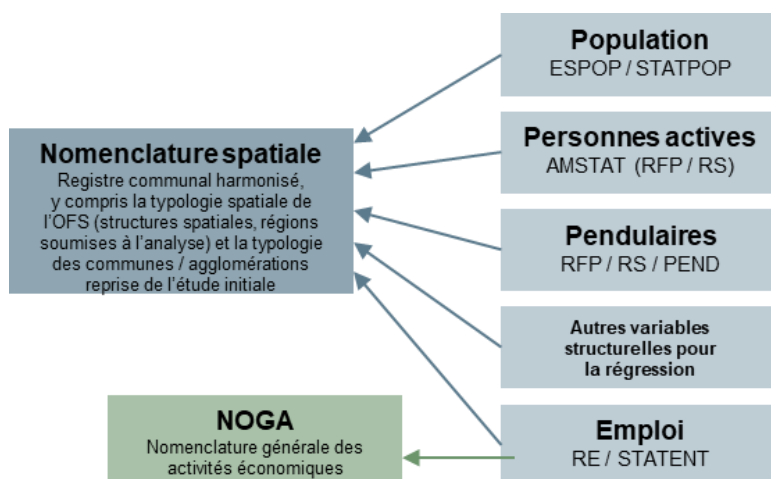 Population
ESPOP / STATPOP
Personnes actives
AMSTAT (RFP / RS)
Pendulaires
RFP / RS / PEND
Autres variables
structurelles pour
la régression
Emploi
RE / STATENT
Nomenclature spatiale
Registre communal harmonisé,
y compris la typologie spatiale de
l'OFS (structures spatiales, régions
soumises à l'analyse) et la typologie
des communes / agglomérations
reprise de l'étude initiale
NOGA
Nomenclature générale des
activités économiques